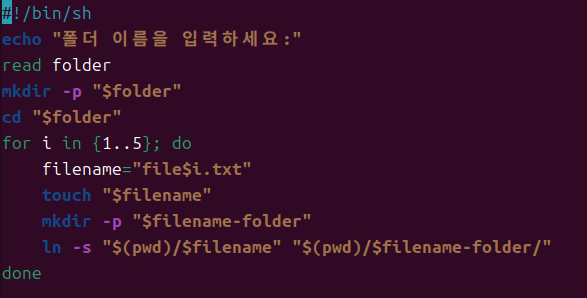 #!/bin/sh
echo "폴더 이름을 입력하세요:"
read folder
mkdir -p "$folder"
cd "$folder"
for i in {1..5}; do
    filename="file$i.txt"
    touch "$filename"
    mkdir -p "$filename-folder"
    ln -s "$(pwd)/$filename" "$(pwd)/$filename-folder/"
done